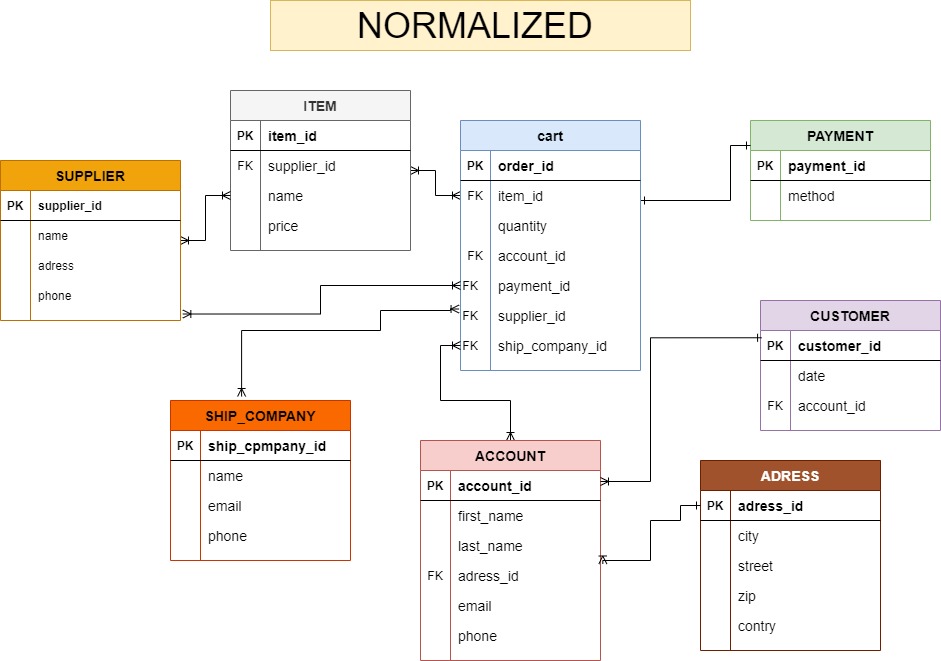 NORMALIZED
ITEM
PK item_id
FK supplier_id
name
price
cart
PK order_id
FK item_id
quantity
FK account_id
FK payment_id
FK supplier_id
FK ship_company_id
PAYMENT
PK payment_id
method
SUPPLIER
PK supplier_id
name
adress
phone
CUSTOMER
PK customer_id
date
FK account_id
SHIP_COMPANY
PK ship_cpmpany_id
name
email
phone
ACCOUNT
PK account_id
first_name
last_name
FK adress_id
email
phone
ADRESS
PK adress_id
city
street
zip
contry